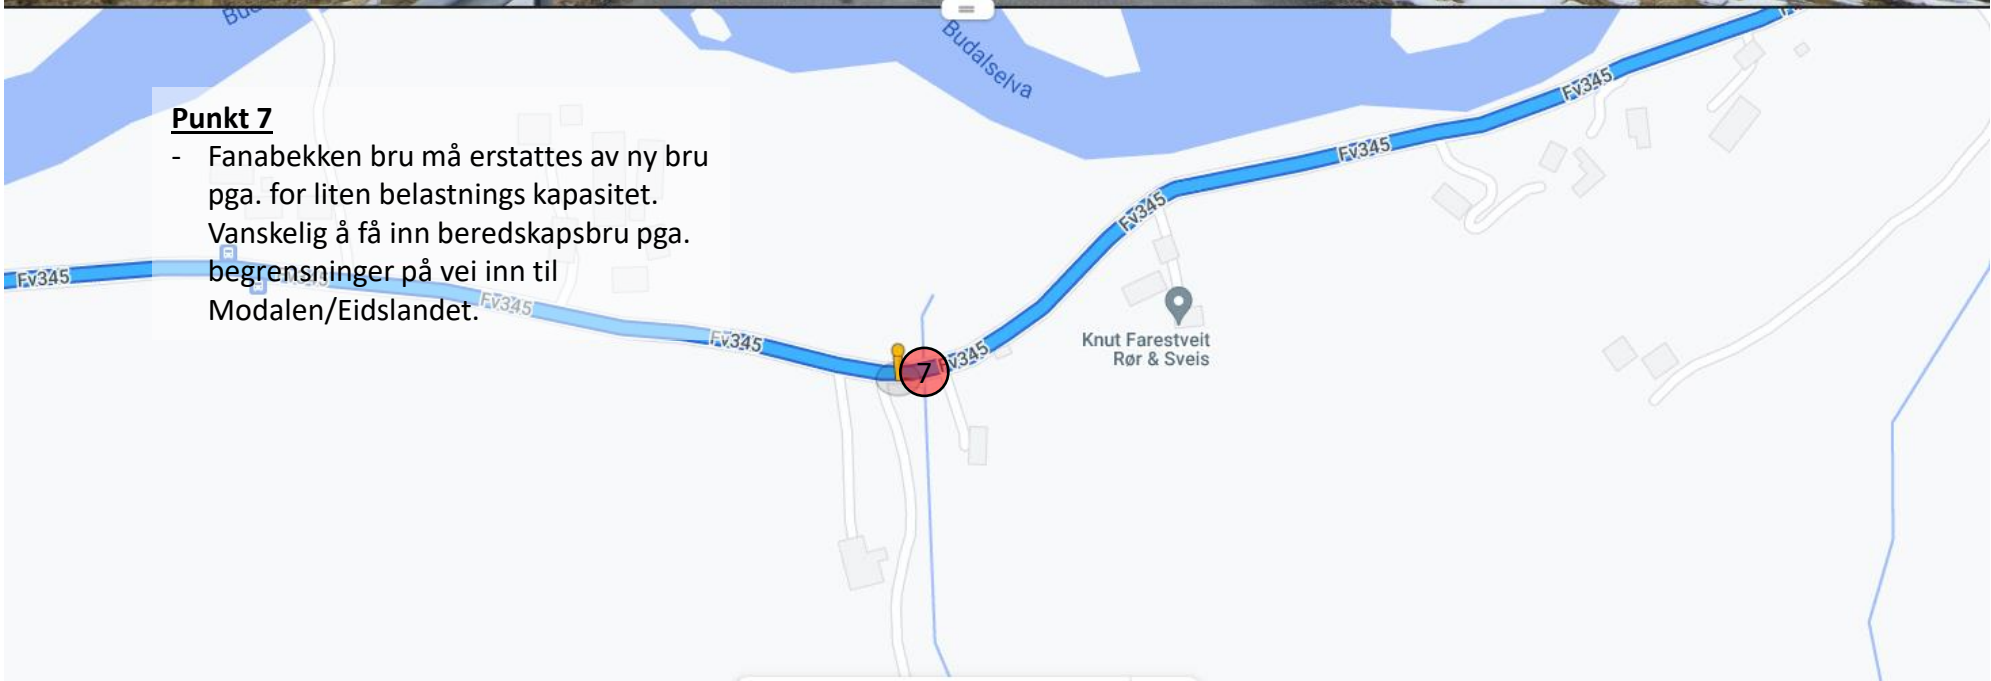 Bud
Budalselva
Punkt 7
- Fanabekken bru må erstattes av ny bru
pga. for liten belastnings kapasitet.
Vanskelig å få inn beredskapsbru pga.
begrensninger på vei inn til
Modalen/Eidslandet.
Fv345
Fv345
Fv345
Fv345
Fv345
Fv345
Fv345
Fv345
7
Knut Farestveit
Rør & Sveis